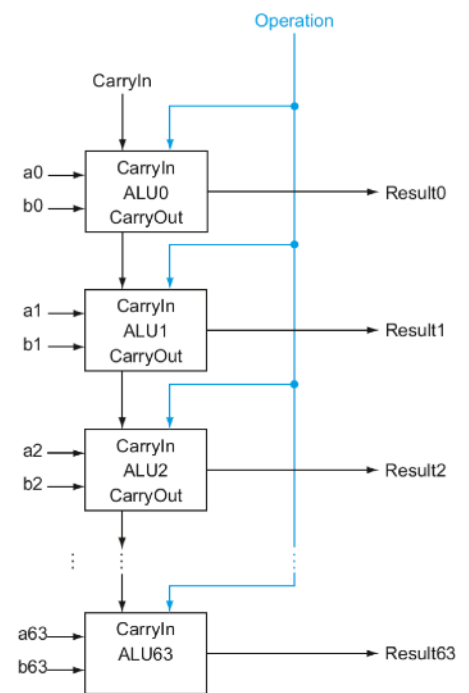 Operation
CarryIn
a0
b0
CarryIn
ALU0
CarryOut
Result0
a1
b1
CarryIn
ALU1
CarryOut
Result1
a2
b2
CarryIn
ALU2
CarryOut
Result2
a63
b63
CarryIn
ALU63
Result63